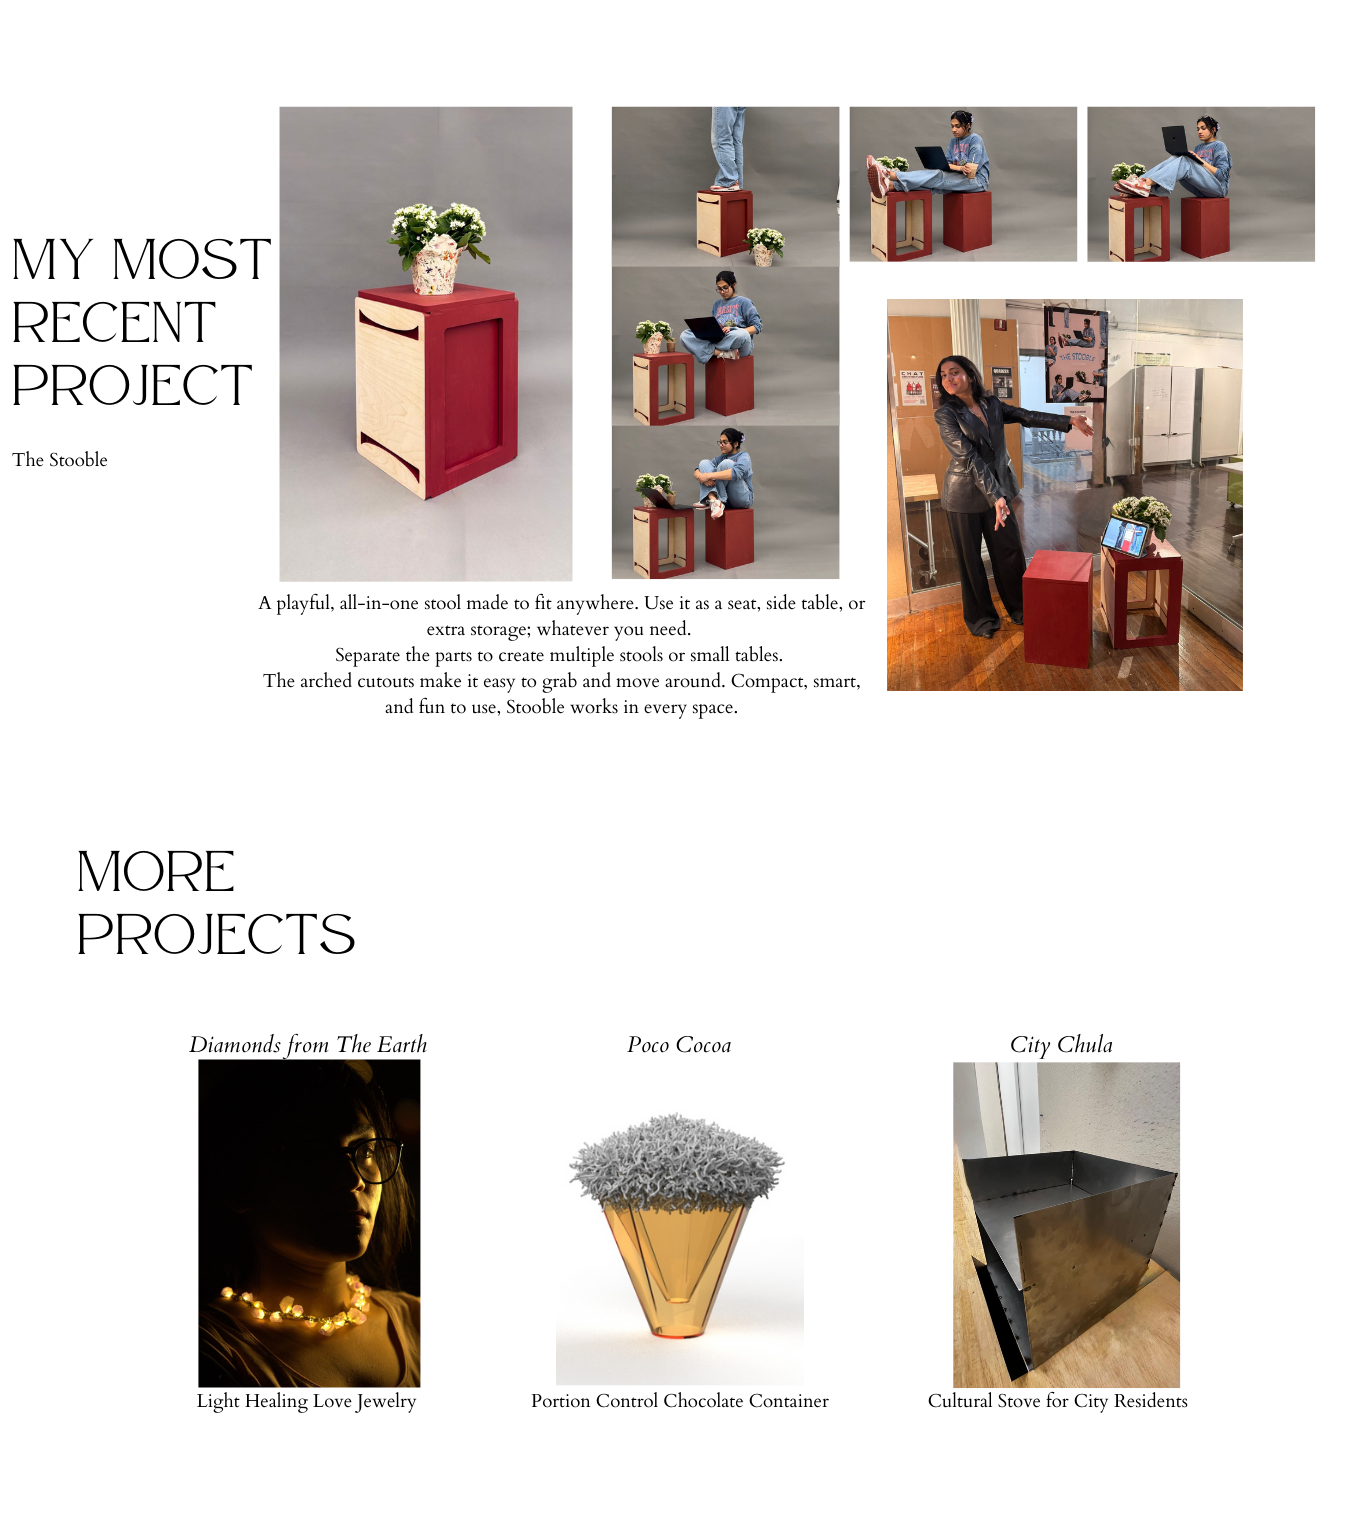 MY MOST
RECENT
PROJECT
The Stooble
THE STOOBLE
CHAT
A playful, all-in-one stool made to fit anywhere. Use it as a seat, side table, or
extra storage; whatever you need.
Separate the parts to create multiple stools or small tables.
The arched cutouts make it easy to grab and move around. Compact, smart,
and fun to use, Stooble works in every space.
MORE
PROJECTS
Diamonds from The Earth
Poco Cocoa
City Chula
Light Healing Love Jewelry
Portion Control Chocolate Container
Cultural Stove for City Residents